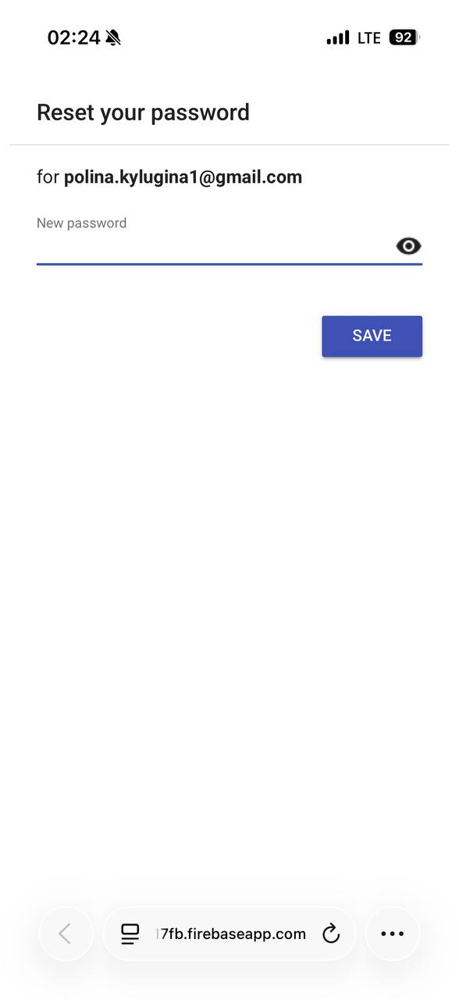 02:24
LTE 92
Reset your password
for polina.kylugina1@gmail.com
New password
SAVE
7fb.firebaseapp.com